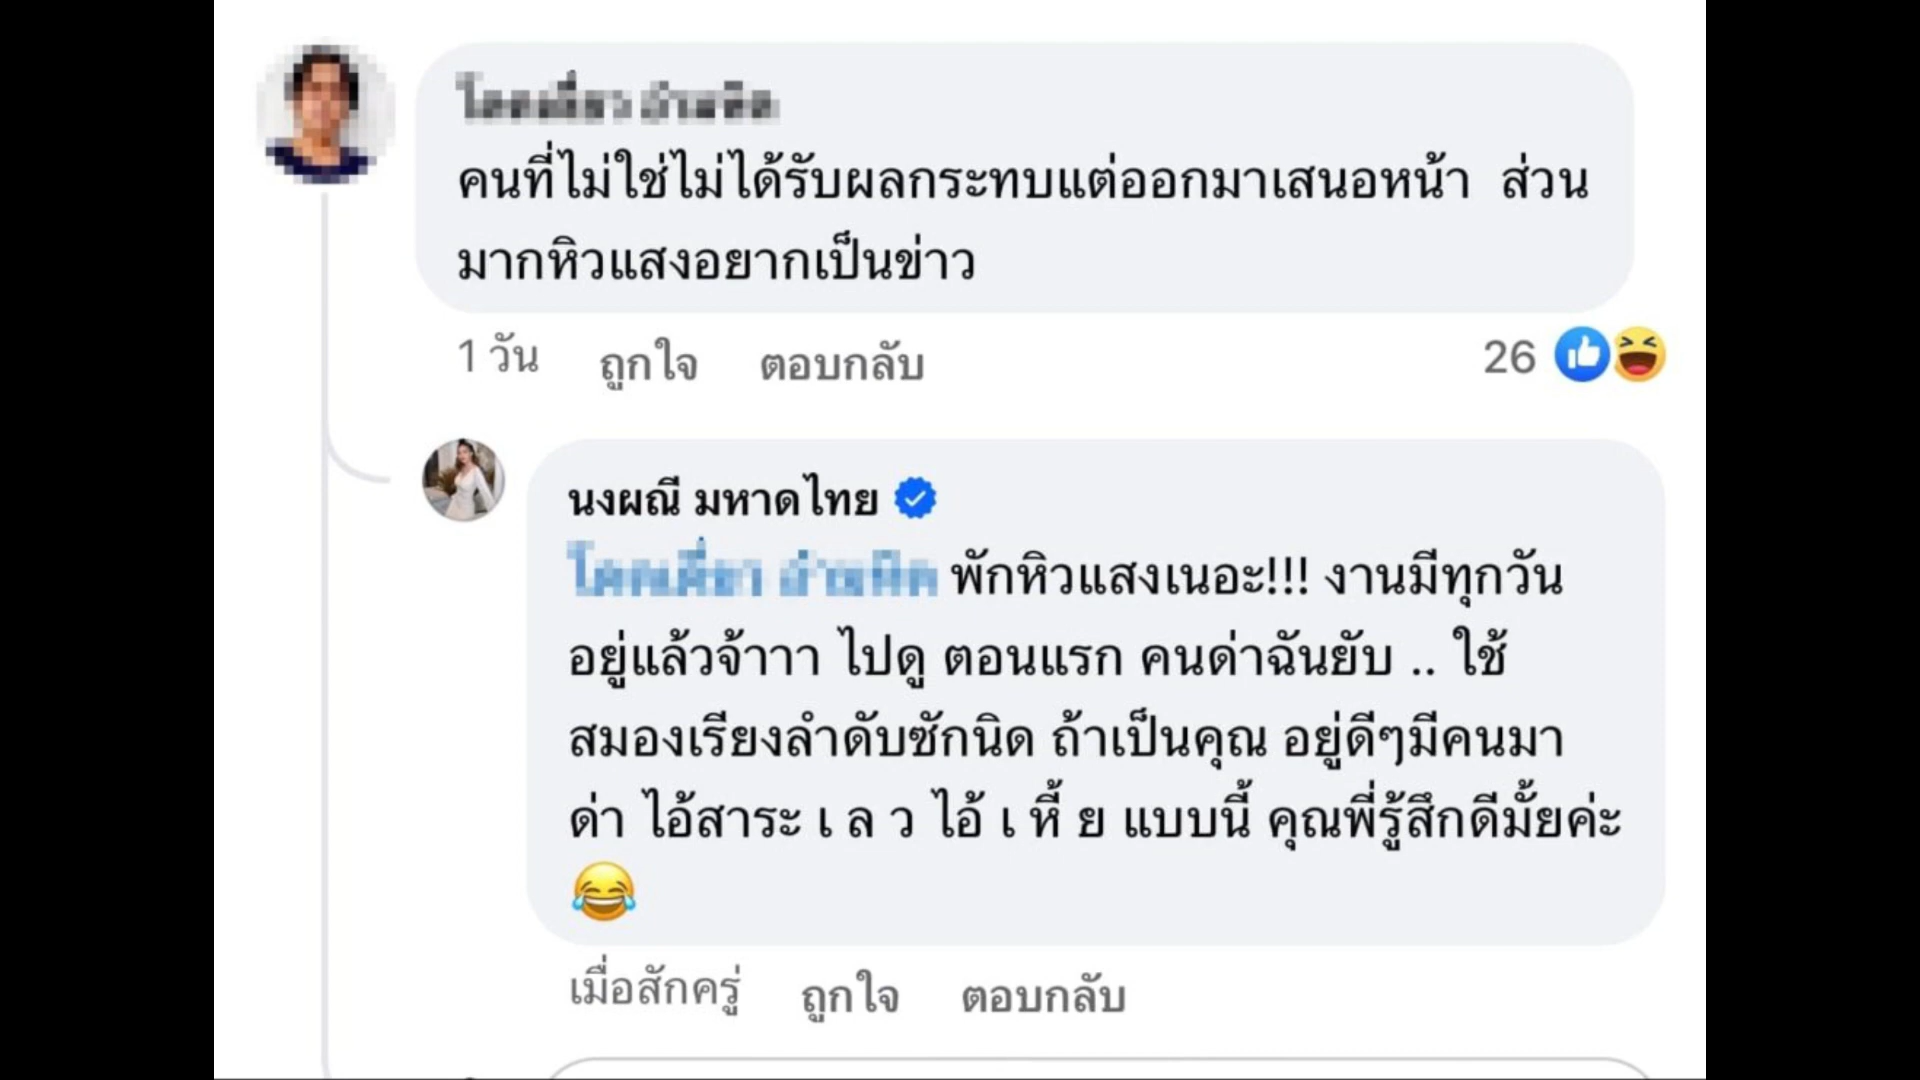 คนที่ไม่ใช่ไม่ได้รับผลกระทบแต่ออกมาเสนอหน้า ส่วน
มากหิวแสงอยากเป็นข่าว
1 วัน ถูกใจ ตอบกลับ 26
นงผณี มหาดไทย
พักหิวแสงเนอะ!!! งานมีทุกวัน
อยู่แล้วจ้าาา ไปดู ตอนแรก คนด่าฉันยับ .. ใช้
สมองเรียงลำดับซักนิด ถ้าเป็นคุณ อยู่ดีๆมีคนมา
ด่า ไอ้สาระ เ ล ว ไอ้ เ หี้ ย แบบนี้ คุณพี่รู้สึกดีมั้ยค่ะ
😂
เมื่อสักครู่ ถูกใจ ตอบกลับ